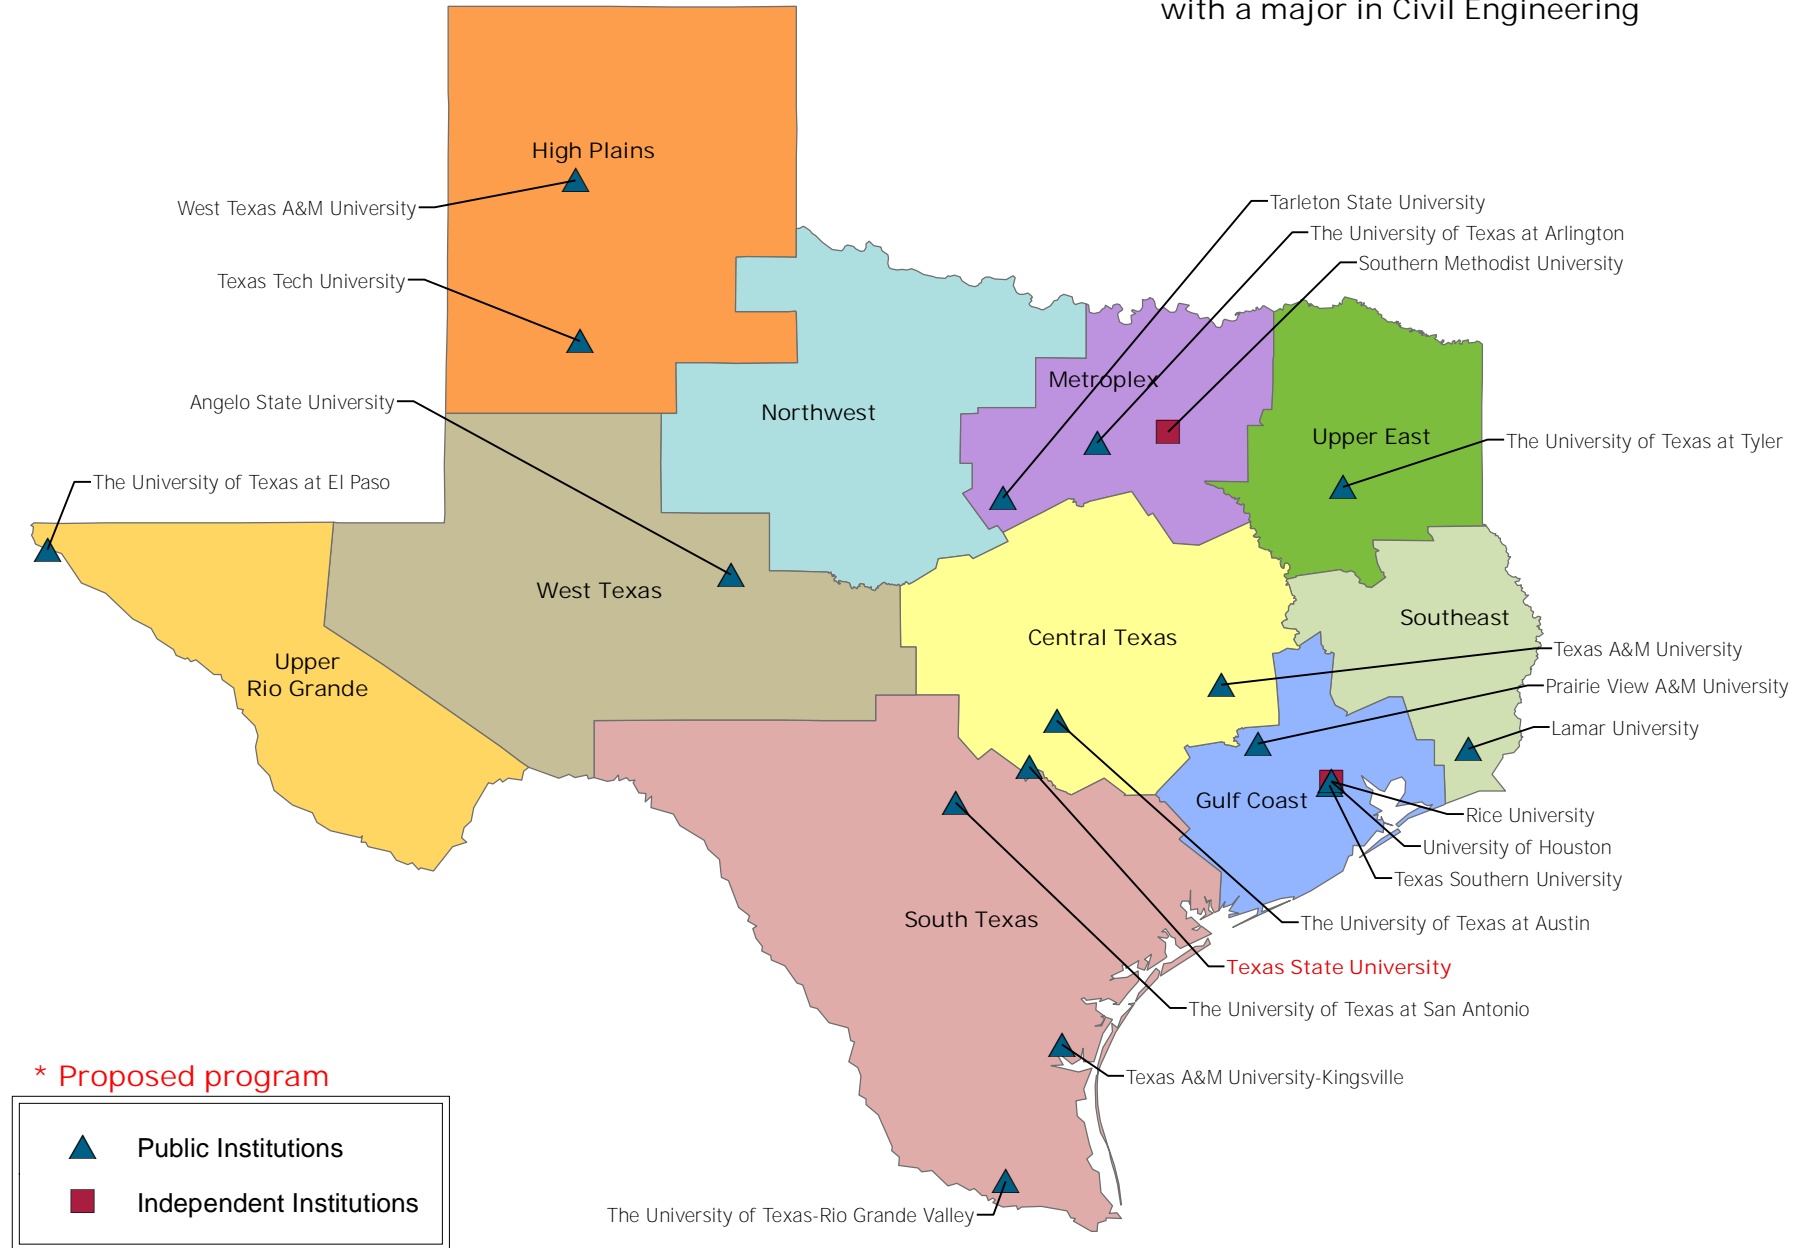 with a major in Civil Engineering
High Plains
West Texas A&M University
Tarleton State University
The University of Texas at Arlington
Southern Methodist University
Texas Tech University
Metroplex
Angelo State University
Northwest
Upper East
The University of Texas at Tyler
The University of Texas at El Paso
West Texas
Southeast
Central Texas
Texas A&M University
Upper
Rio Grande
Prairie View A&M University
Lamar University
Gulf Coast
Rice University
University of Houston
Texas Southern University
South Texas
The University of Texas at Austin
Texas State University
The University of Texas at San Antonio
Texas A&M University-Kingsville
* Proposed program
Public Institutions
Independent Institutions
The University of Texas-Rio Grande Valley